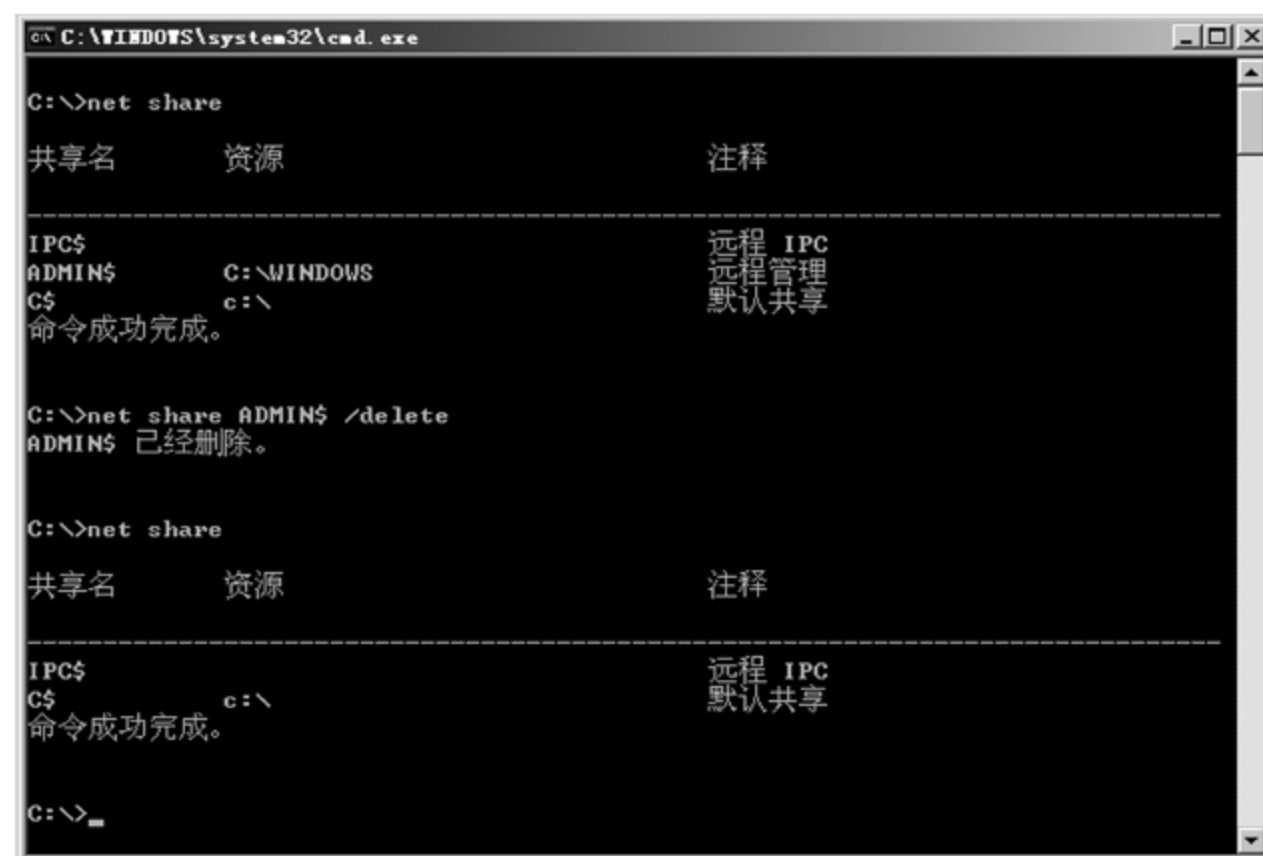 C:\WINDOWS\system32\cmd.exe
C:\>net share
共享名 资源 注释
-------------------------------------------------------------------------------
IPC$ 远程 IPC
ADMIN$ C:\WINDOWS 远程管理
C$ c:\ 默认共享
命令成功完成。
C:\>net share ADMIN$ /delete
ADMIN$ 已经删除。
C:\>net share
共享名 资源 注释
-------------------------------------------------------------------------------
IPC$ 远程 IPC
C$ c:\ 默认共享
命令成功完成。
C:\>_